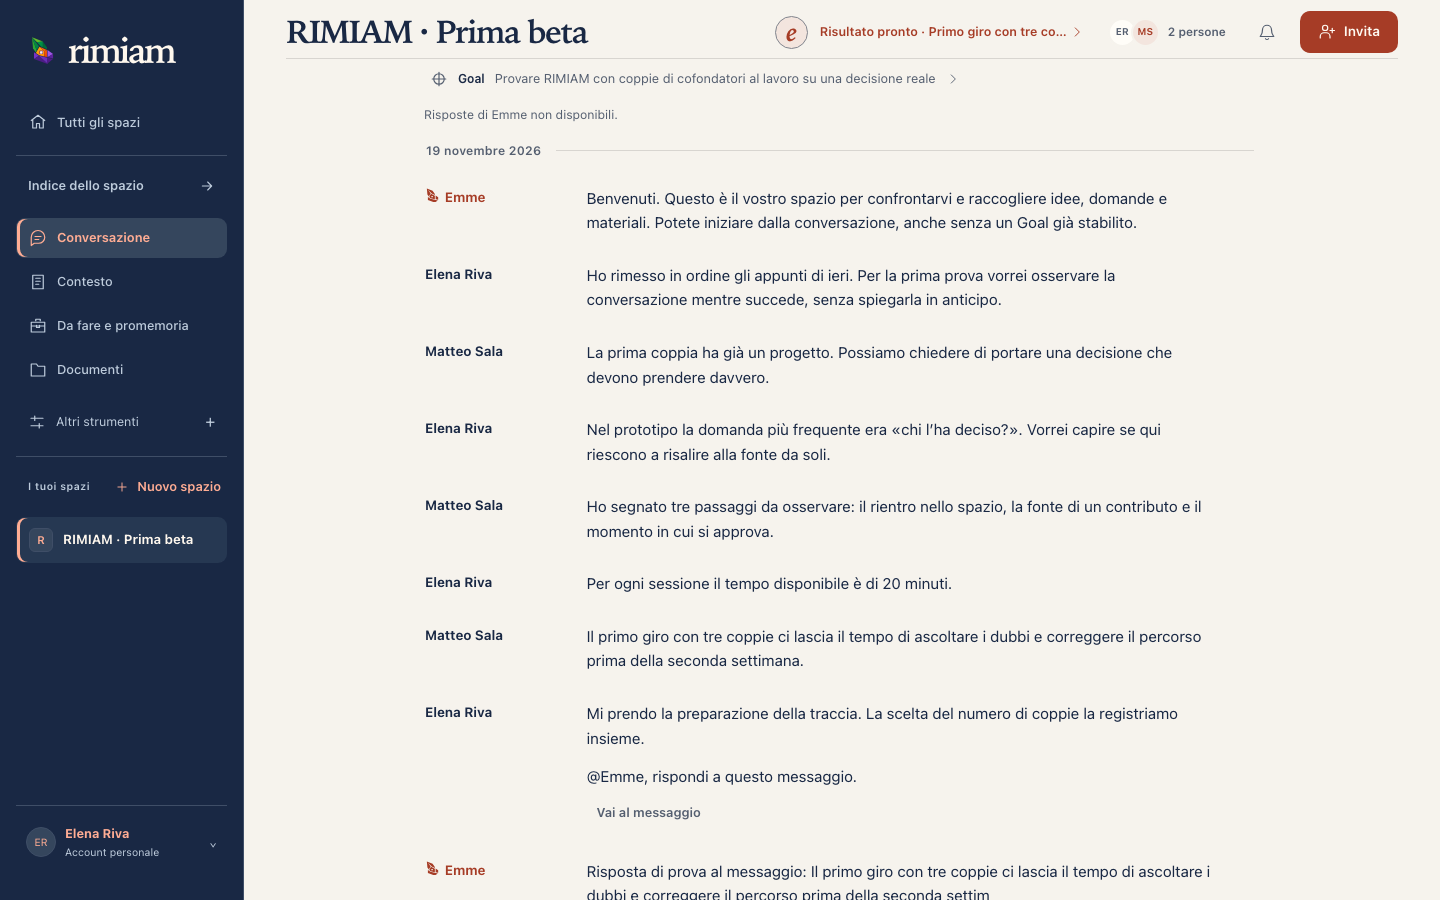 rimiam
Tutti gli spazi
Indice dello spazio
Conversazione
Contesto
Da fare e promemoria
Documenti
Altri strumenti
I tuoi spazi
Nuovo spazio
R
RIMIAM · Prima beta
ER
Elena Riva
Account personale
RIMIAM · Prima beta
e
Risultato pronto · Primo giro con tre co...
ER
MS
2 persone
Invita
Goal Provare RIMIAM con coppie di cofondatori al lavoro su una decisione reale
Risposte di Emme non disponibili.
19 novembre 2026
Emme
Benvenuti. Questo è il vostro spazio per confrontarvi e raccogliere idee, domande e
materiali. Potete iniziare dalla conversazione, anche senza un Goal già stabilito.
Elena Riva
Ho rimesso in ordine gli appunti di ieri. Per la prima prova vorrei osservare la
conversazione mentre succede, senza spiegarla in anticipo.
Matteo Sala
La prima coppia ha già un progetto. Possiamo chiedere di portare una decisione che
devono prendere davvero.
Elena Riva
Nel prototipo la domanda più frequente era «chi l’ha deciso?». Vorrei capire se qui
riescono a risalire alla fonte da soli.
Matteo Sala
Ho segnato tre passaggi da osservare: il rientro nello spazio, la fonte di un contributo e il
momento in cui si approva.
Elena Riva
Per ogni sessione il tempo disponibile è di 20 minuti.
Matteo Sala
Il primo giro con tre coppie ci lascia il tempo di ascoltare i dubbi e correggere il percorso
prima della seconda settimana.
Elena Riva
Mi prendo la preparazione della traccia. La scelta del numero di coppie la registriamo
insieme.
@Emme, rispondi a questo messaggio.
Vai al messaggio
Emme
Risposta di prova al messaggio: Il primo giro con tre coppie ci lascia il tempo di ascoltare i
dubbi e correggere il percorso prima della seconda settim